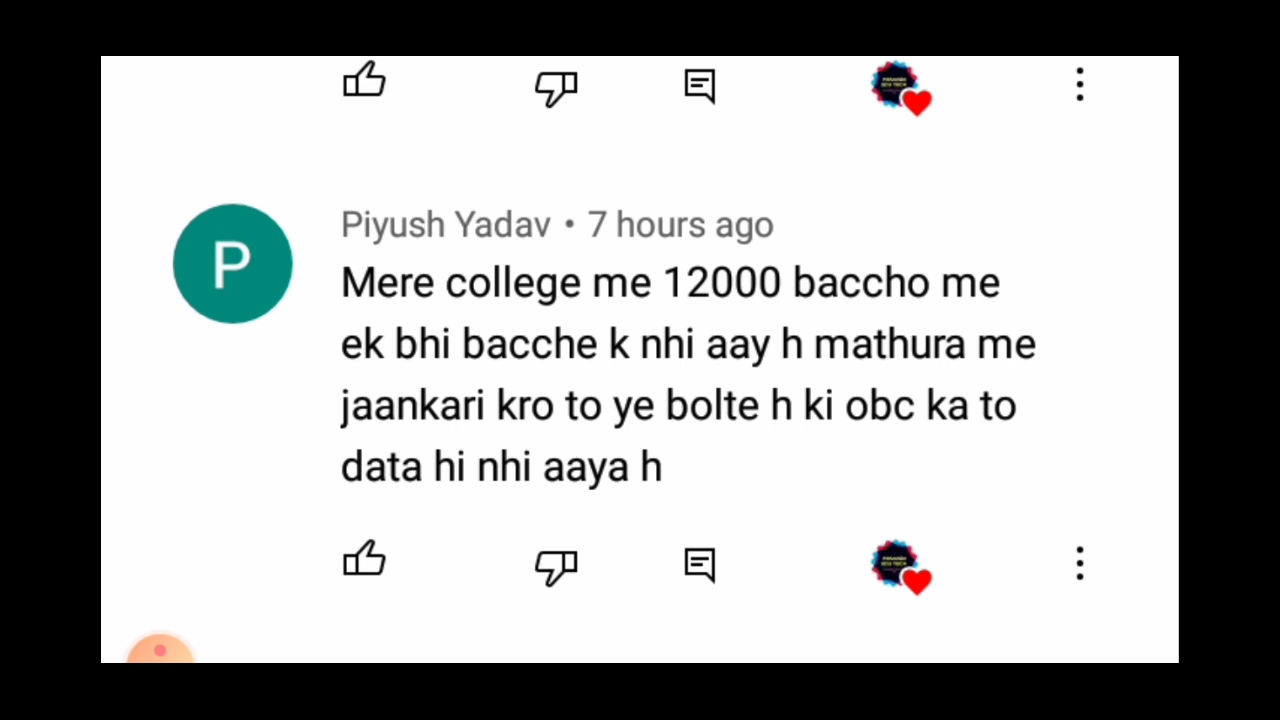 Piyush Yadav • 7 hours ago
Mere college me 12000 baccho me
ek bhi bacche k nhi aay h mathura me
jaankari kro to ye bolte h ki obc ka to
data hi nhi aaya h
P